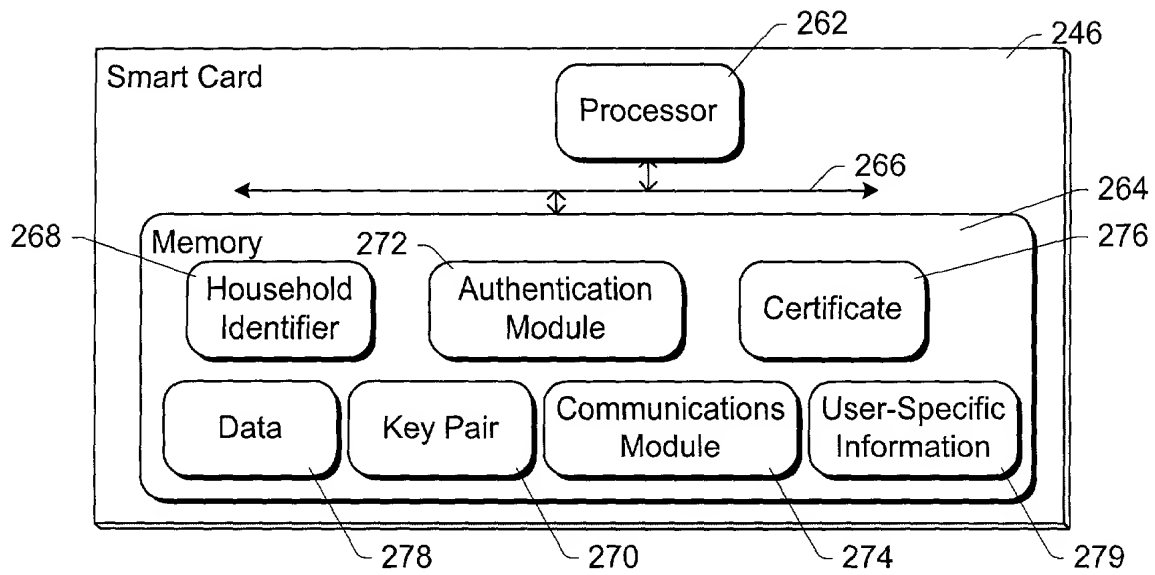 262
246
Smart Card
Processor
266
264
268
Memory
272
276
Household
Identifier
Authentication
Module
Certificate
Data
Key Pair
Communications
Module
User-Specific
Information
278
270
274
279